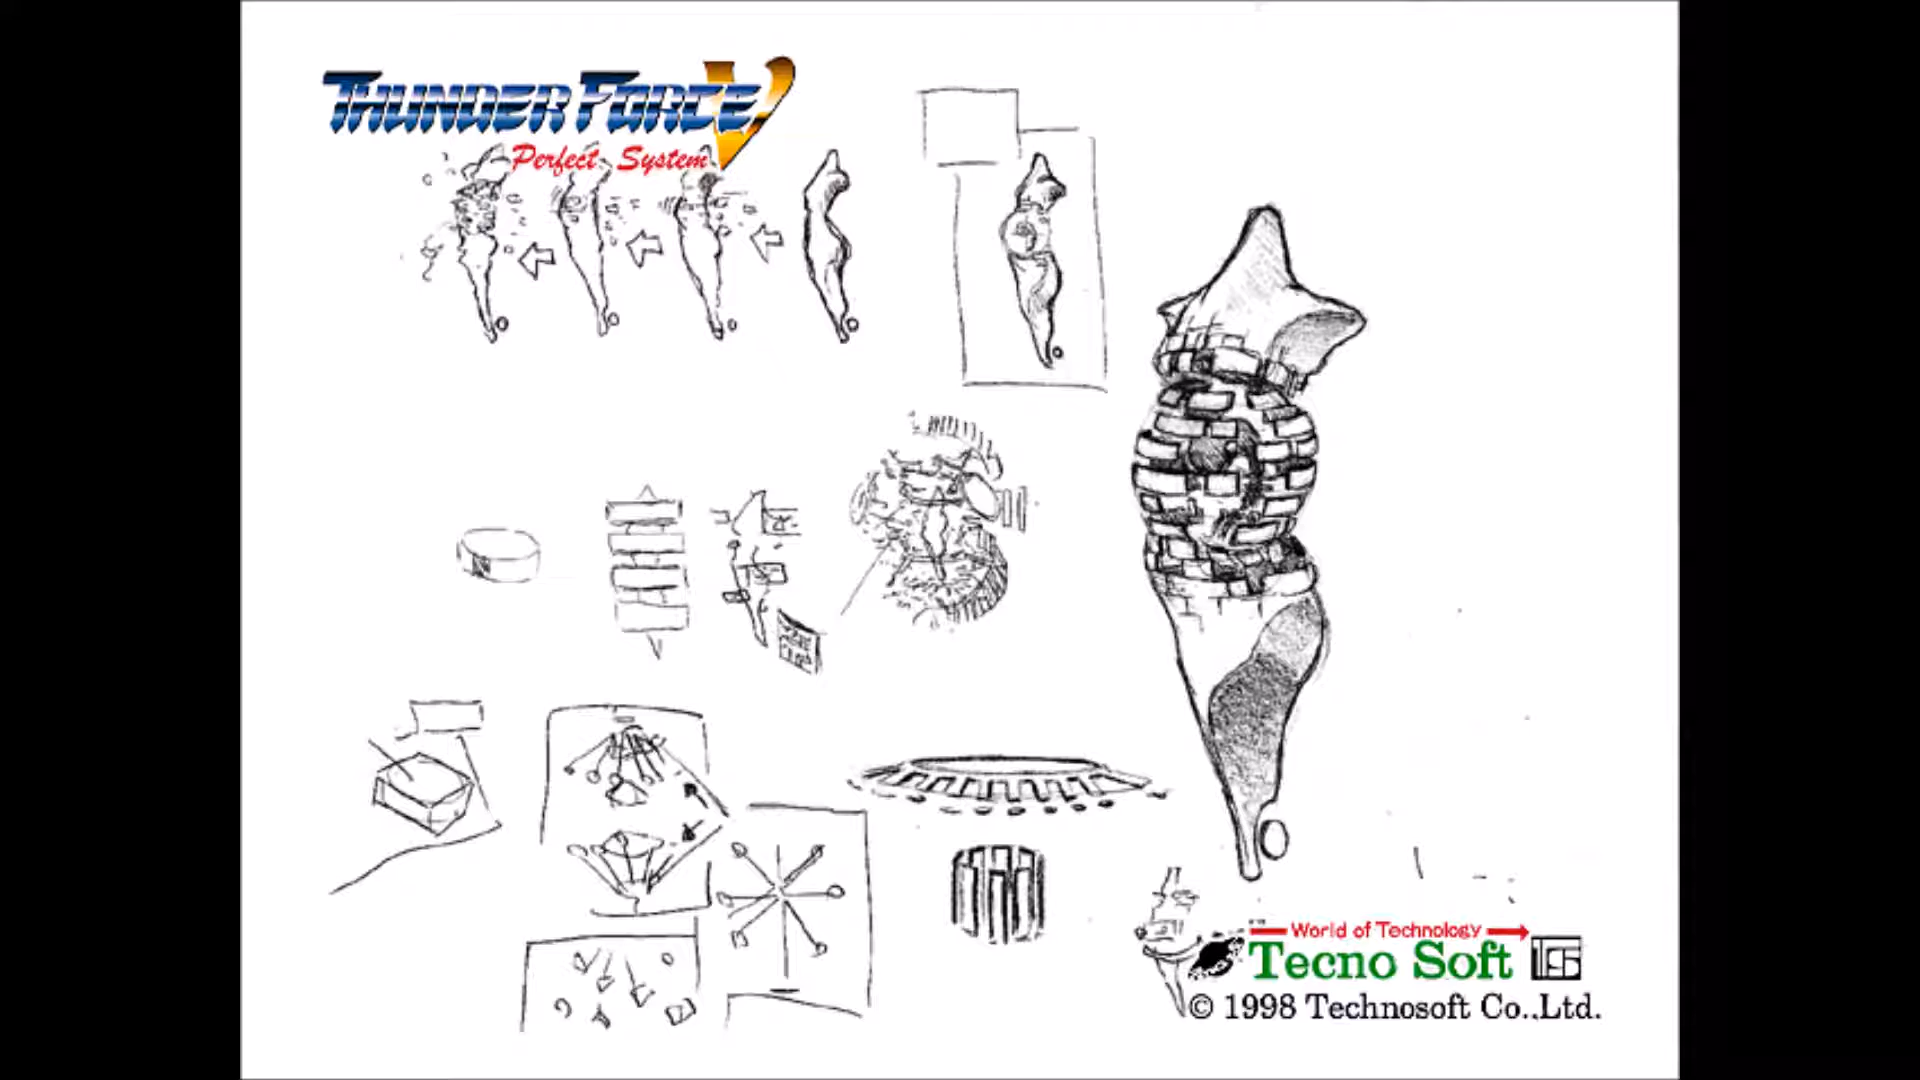 THUNDER FORCE V
Perfect System
World of Technology
Tecno Soft
© 1998 Technosoft Co.,Ltd.